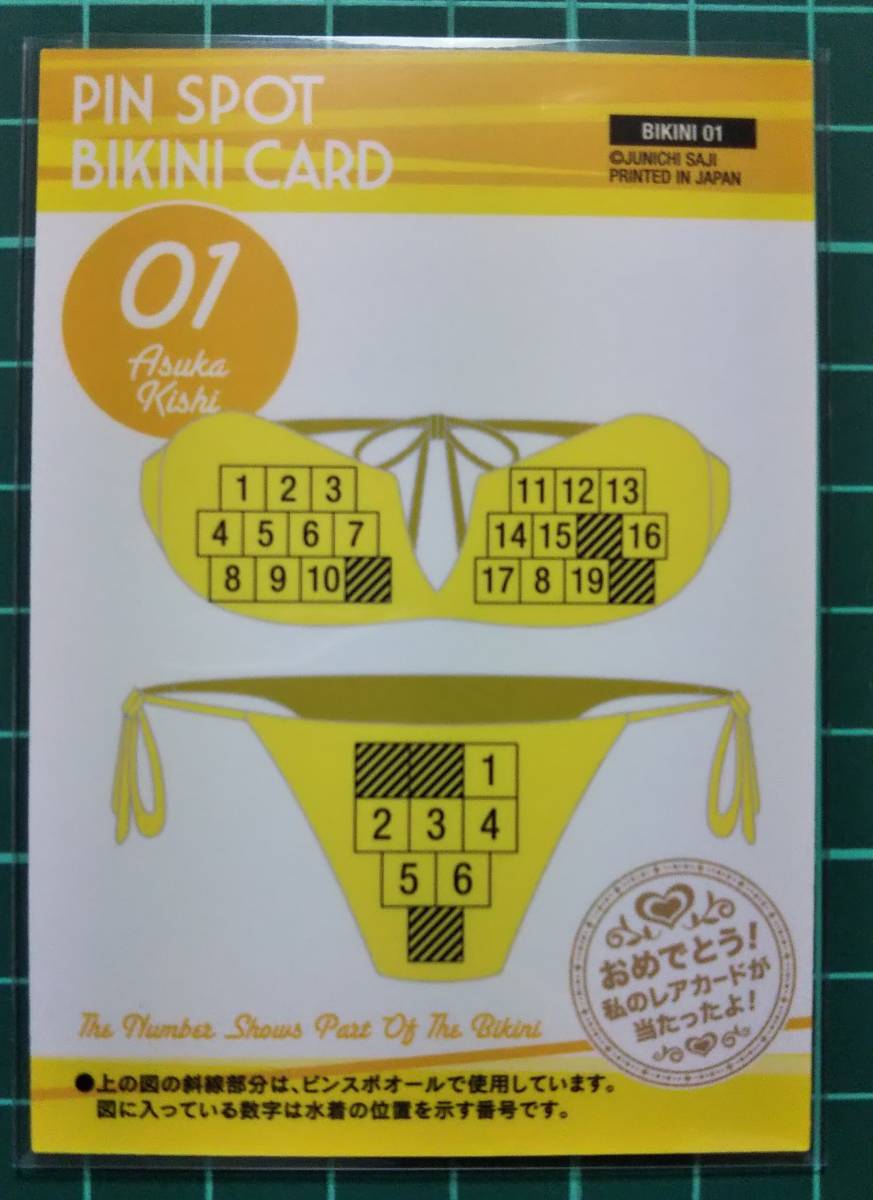 PIN SPOT
BIKINI CARD
BIKINI 01
©JUNICHI SAJI
PRINTED IN JAPAN
01
Asuka
Kishi
1 2 3
4 5 6 7
8 9 10
11 12 13
14 15 16
17 8 19
1
2 3 4
5 6
おめでとう!
私のレアカードが
当たったよ!
The Number Shows Part Of The Bikini
●上の図の斜線部分は、ピンスポオールで使用しています。
図に入っている数字は水着の位置を示す番号です。